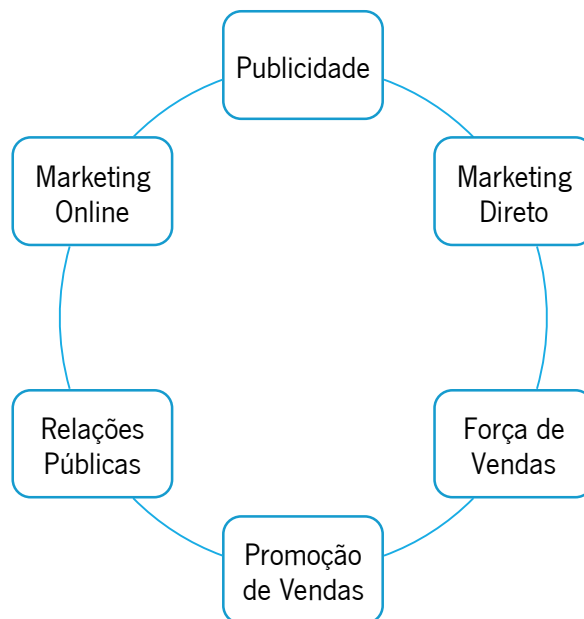 Publicidade
Marketing
Direto
Força de
Vendas
Promoção
de Vendas
Relações
Públicas
Marketing
Online